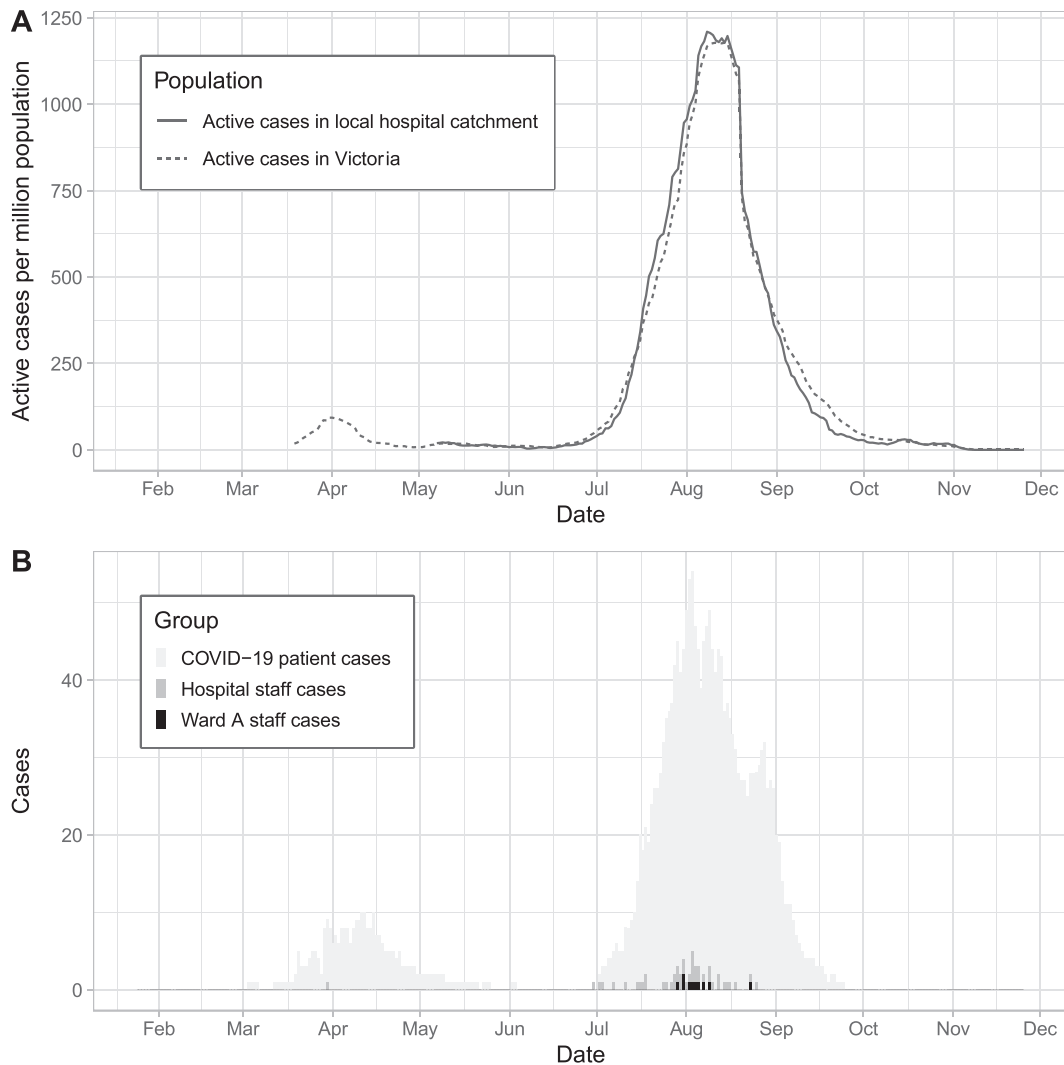 A
Active cases per million population
1250
1000
750
500
250
0
Population
Active cases in local hospital catchment
Active cases in Victoria
Feb Mar Apr May Jun Jul Aug Sep Oct Nov Dec
Date
B
Cases
40
20
0
Group
COVID−19 patient cases
Hospital staff cases
Ward A staff cases
Feb Mar Apr May Jun Jul Aug Sep Oct Nov Dec
Date